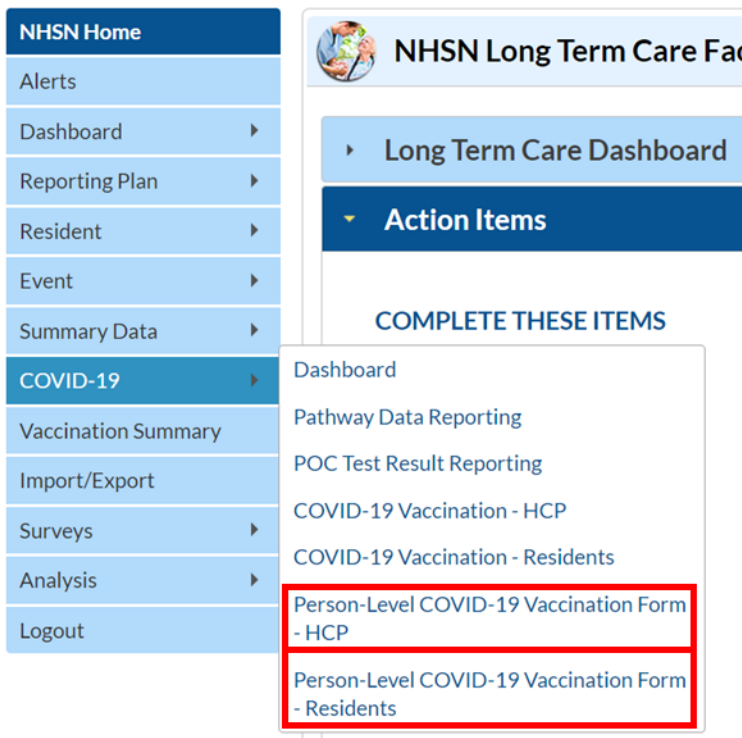 NHSN Home
Alerts
Dashboard
Reporting Plan
Resident
Event
Summary Data
COVID-19
Vaccination Summary
Import/Export
Surveys
Analysis
Logout
NHSN Long Term Care
Long Term Care Dashboard
Action Items
COMPLETE THESE ITEMS
Dashboard
Pathway Data Reporting
POC Test Result Reporting
COVID-19 Vaccination - HCP
COVID-19 Vaccination - Residents
Person-Level COVID-19 Vaccination Form
- HCP
Person-Level COVID-19 Vaccination Form
- Residents